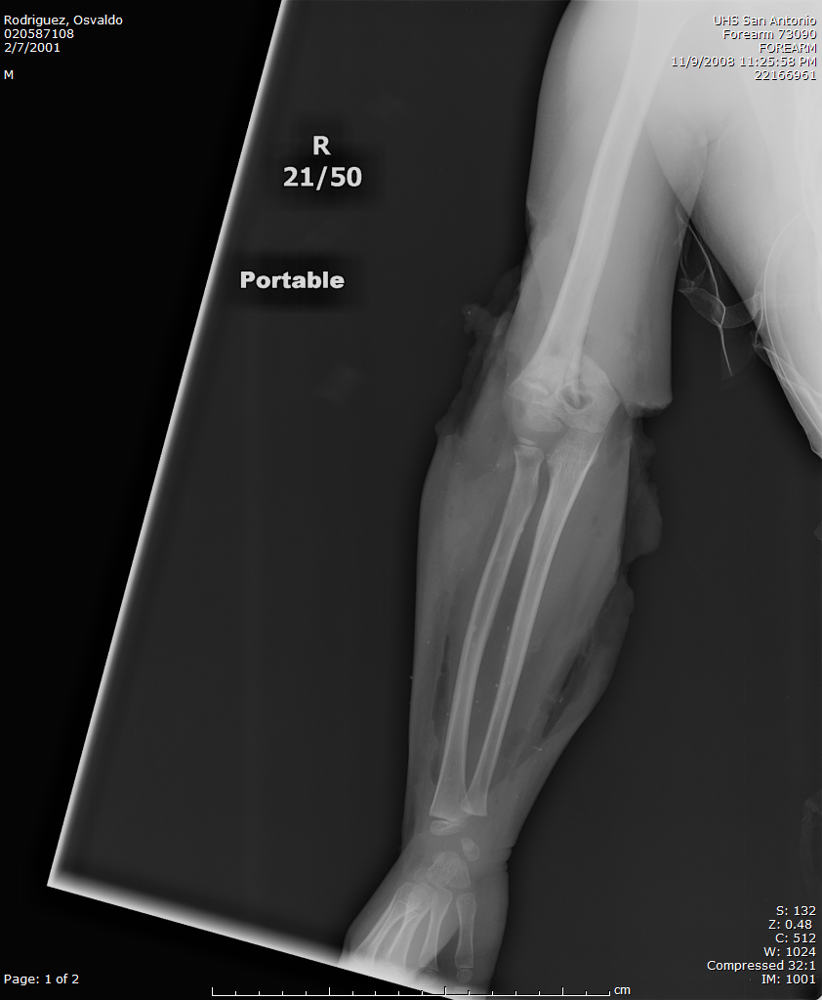 Rodriguez, Osvaldo
020587108
2/7/2001
M
UHS San Antonio
Forearm 73090
FOREARM
11/9/2008 11:25:58 PM
22166961
R
21/50
Portable
S: 132
Z: 0.48
C: 512
W: 1024
Compressed 32:1
IM: 1001
Page: 1 of 2
cm